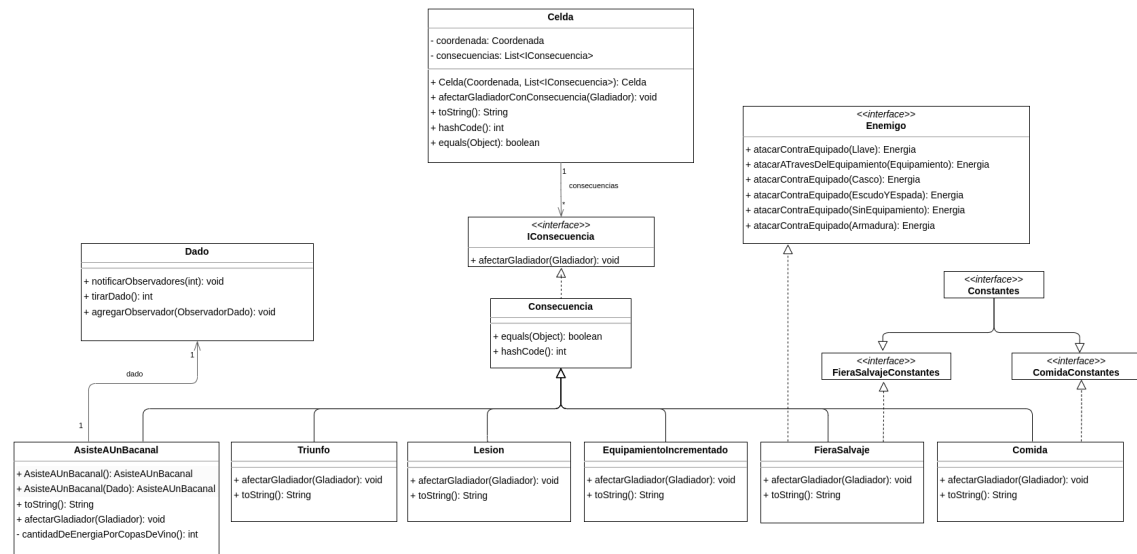 Celda
- coordenada: Coordenada
- consecuencias: List<IConsecuencia>
+ Celda(Coordenada, List<IConsecuencia>): Celda
+ afectarGladiadorConConsecuencia(Gladiador): void
+ toString(): String
+ hashCode(): int
+ equals(Object): boolean
1
consecuencias
*
<<interface>>
IConsecuencia
+ afectarGladiador(Gladiador): void
<<interface>>
Enemigo
+ atacarContraEquipado(Llave): Energia
+ atacarATravesDelEquipamiento(Equipamiento): Energia
+ atacarContraEquipado(Casco): Energia
+ atacarContraEquipado(EscudoYEspada): Energia
+ atacarContraEquipado(SinEquipamiento): Energia
+ atacarContraEquipado(Armadura): Energia
Dado
+ notificarObservadores(int): void
+ tirarDado(): int
+ agregarObservador(ObservadorDado): void
1
dado
1
Consecuencia
+ equals(Object): boolean
+ hashCode(): int
<<interface>>
Constantes
<<interface>>
FieraSalvajeConstantes
<<interface>>
ComidaConstantes
AsisteAUnBacanal
+ AsisteAUnBacanal(): AsisteAUnBacanal
+ AsisteAUnBacanal(Dado): AsisteAUnBacanal
+ toString(): String
+ afectarGladiador(Gladiador): void
- cantidadDeEnergiaPorCopasDeVino(): int
Triunfo
+ afectarGladiador(Gladiador): void
+ toString(): String
Lesion
+ afectarGladiador(Gladiador): void
+ toString(): String
EquipamientoIncrementado
+ afectarGladiador(Gladiador): void
+ toString(): String
FieraSalvaje
+ afectarGladiador(Gladiador): void
+ toString(): String
Comida
+ afectarGladiador(Gladiador): void
+ toString(): String